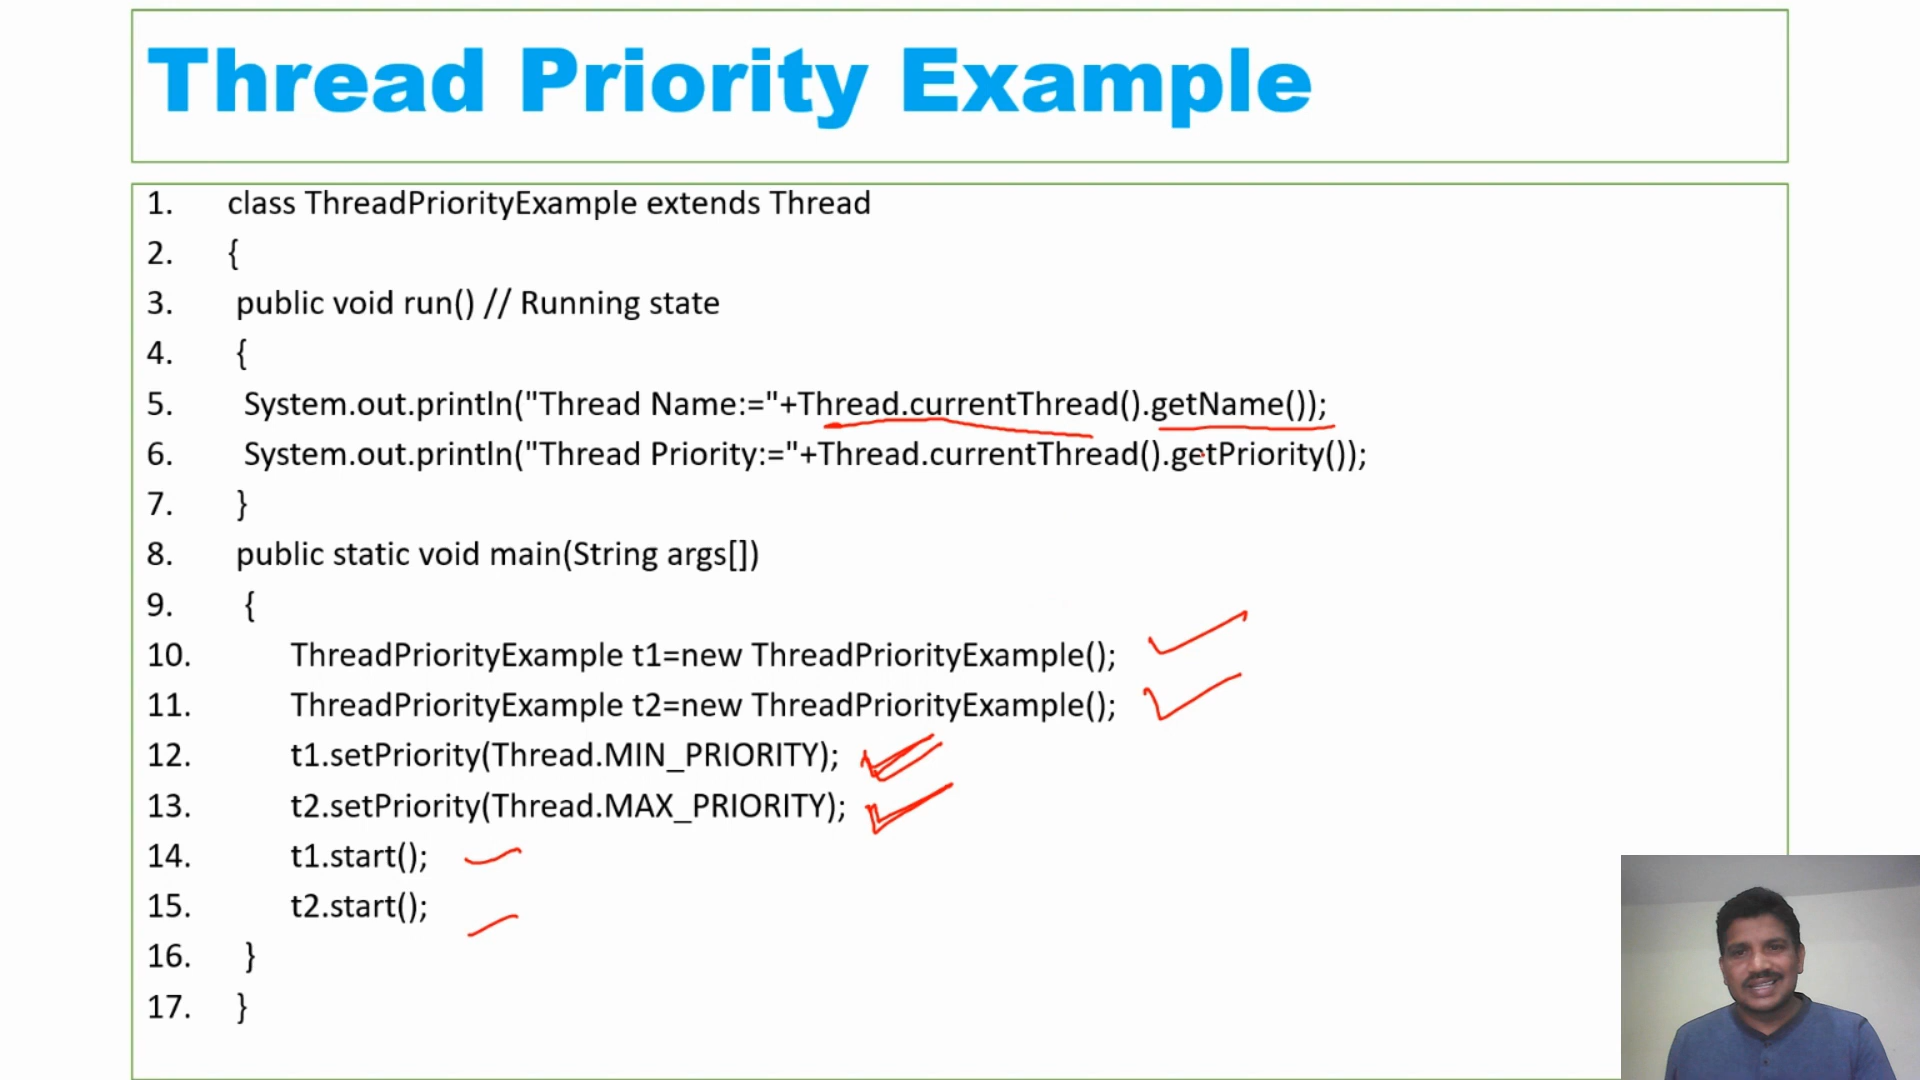 Thread Priority Example
1. class ThreadPriorityExample extends Thread
2. {
3. public void run() // Running state
4. {
5. System.out.println("Thread Name:="+Thread.currentThread().getName());
6. System.out.println("Thread Priority:="+Thread.currentThread().getPriority());
7. }
8. public static void main(String args[])
9. {
10. ThreadPriorityExample t1=new ThreadPriorityExample();
11. ThreadPriorityExample t2=new ThreadPriorityExample();
12. t1.setPriority(Thread.MIN_PRIORITY);
13. t2.setPriority(Thread.MAX_PRIORITY);
14. t1.start();
15. t2.start();
16. }
17. }